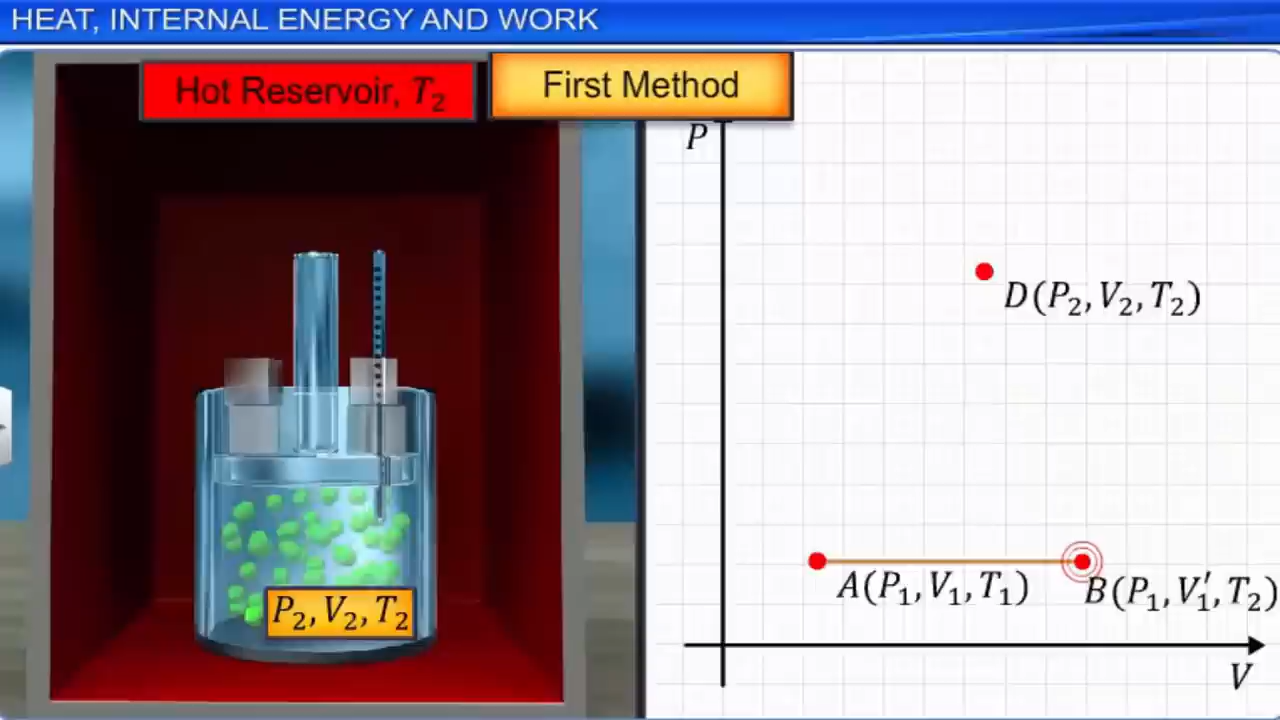 HEAT, INTERNAL ENERGY AND WORK
Hot Reservoir, T₂
First Method
P
D(P₂, V₂, T₂)
A(P₁, V₁, T₁)
B(P₁, V₁′, T₂)
P₂, V₂, T₂
V